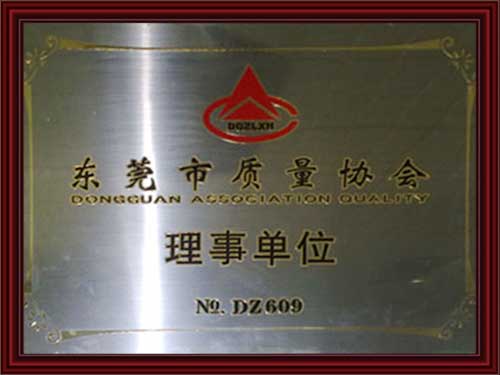 DGZLXH
东莞市质量协会
DONGGUAN ASSOCIATION QUALITY
理事单位
№. DZ609